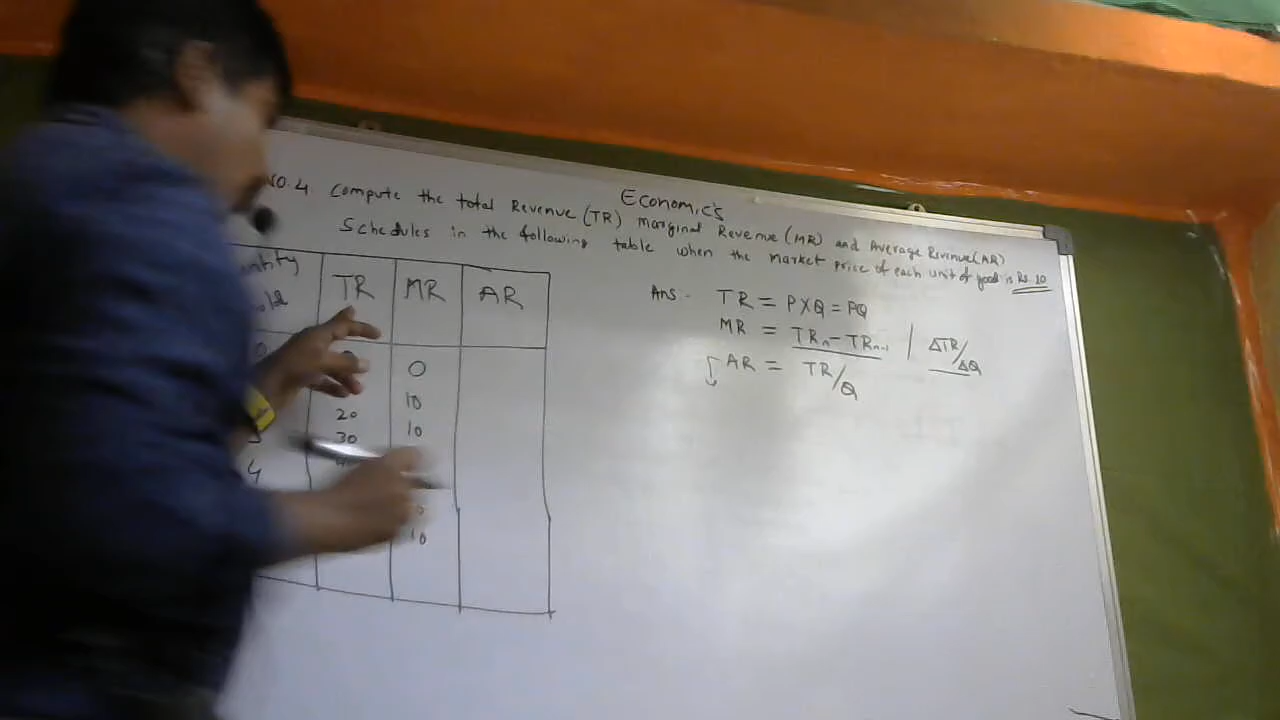 Economics
NO.4 Compute the total Revenue (TR) marginal Revenue (MR) and Average Revenue (AR)
Schedules in the following table when the market price of each unit of good is Rs. 10
TR MR AR
0
20 10
30 10
4
10
Ans:- TR = P×Q = PQ
MR = TRn - TRn-1 | ΔTR/ΔQ
AR = TR/Q